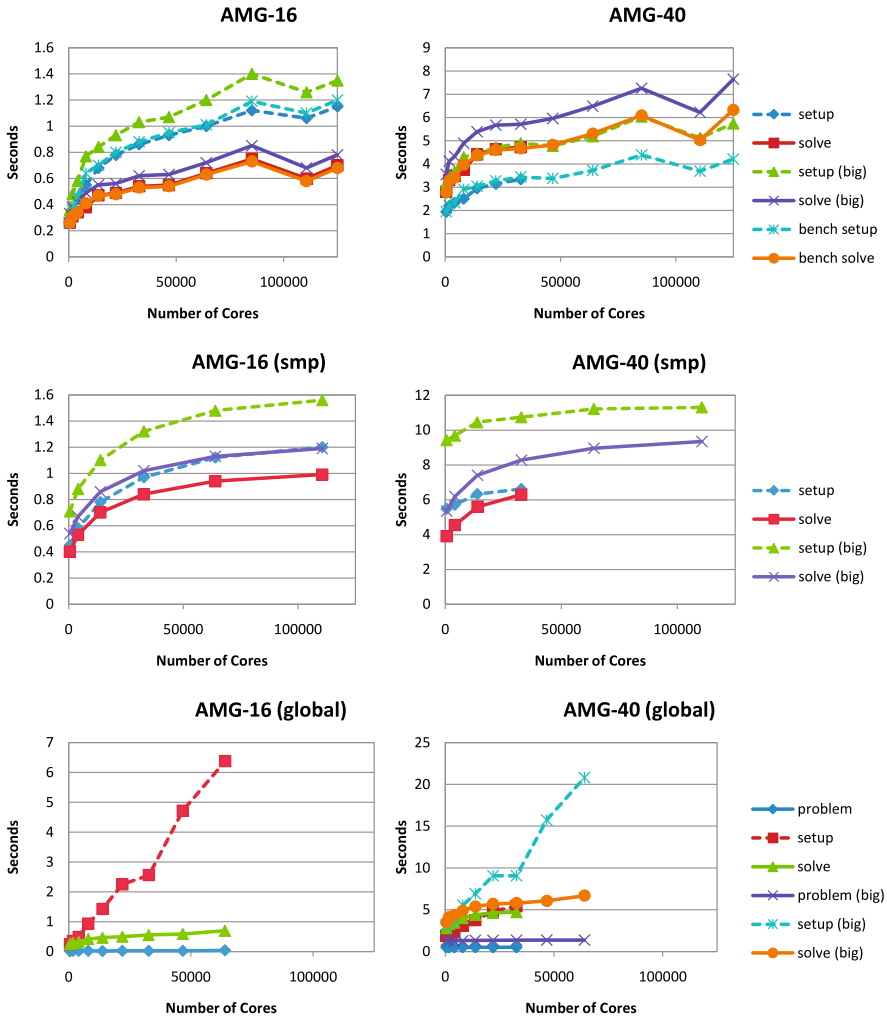 AMG-16
Seconds
1.6
1.4
1.2
1
0.8
0.6
0.4
0.2
0
0 50000 100000
Number of Cores
AMG-40
Seconds
9
8
7
6
5
4
3
2
1
0
0 50000 100000
Number of Cores
setup
solve
setup (big)
solve (big)
bench setup
bench solve
AMG-16 (smp)
Seconds
1.6
1.4
1.2
1
0.8
0.6
0.4
0.2
0
0 50000 100000
Number of Cores
AMG-40 (smp)
Seconds
12
10
8
6
4
2
0
0 50000 100000
Number of Cores
setup
solve
setup (big)
solve (big)
AMG-16 (global)
Seconds
7
6
5
4
3
2
1
0
0 50000 100000
Number of Cores
AMG-40 (global)
Seconds
25
20
15
10
5
0
0 50000 100000
Number of Cores
problem
setup
solve
problem (big)
setup (big)
solve (big)